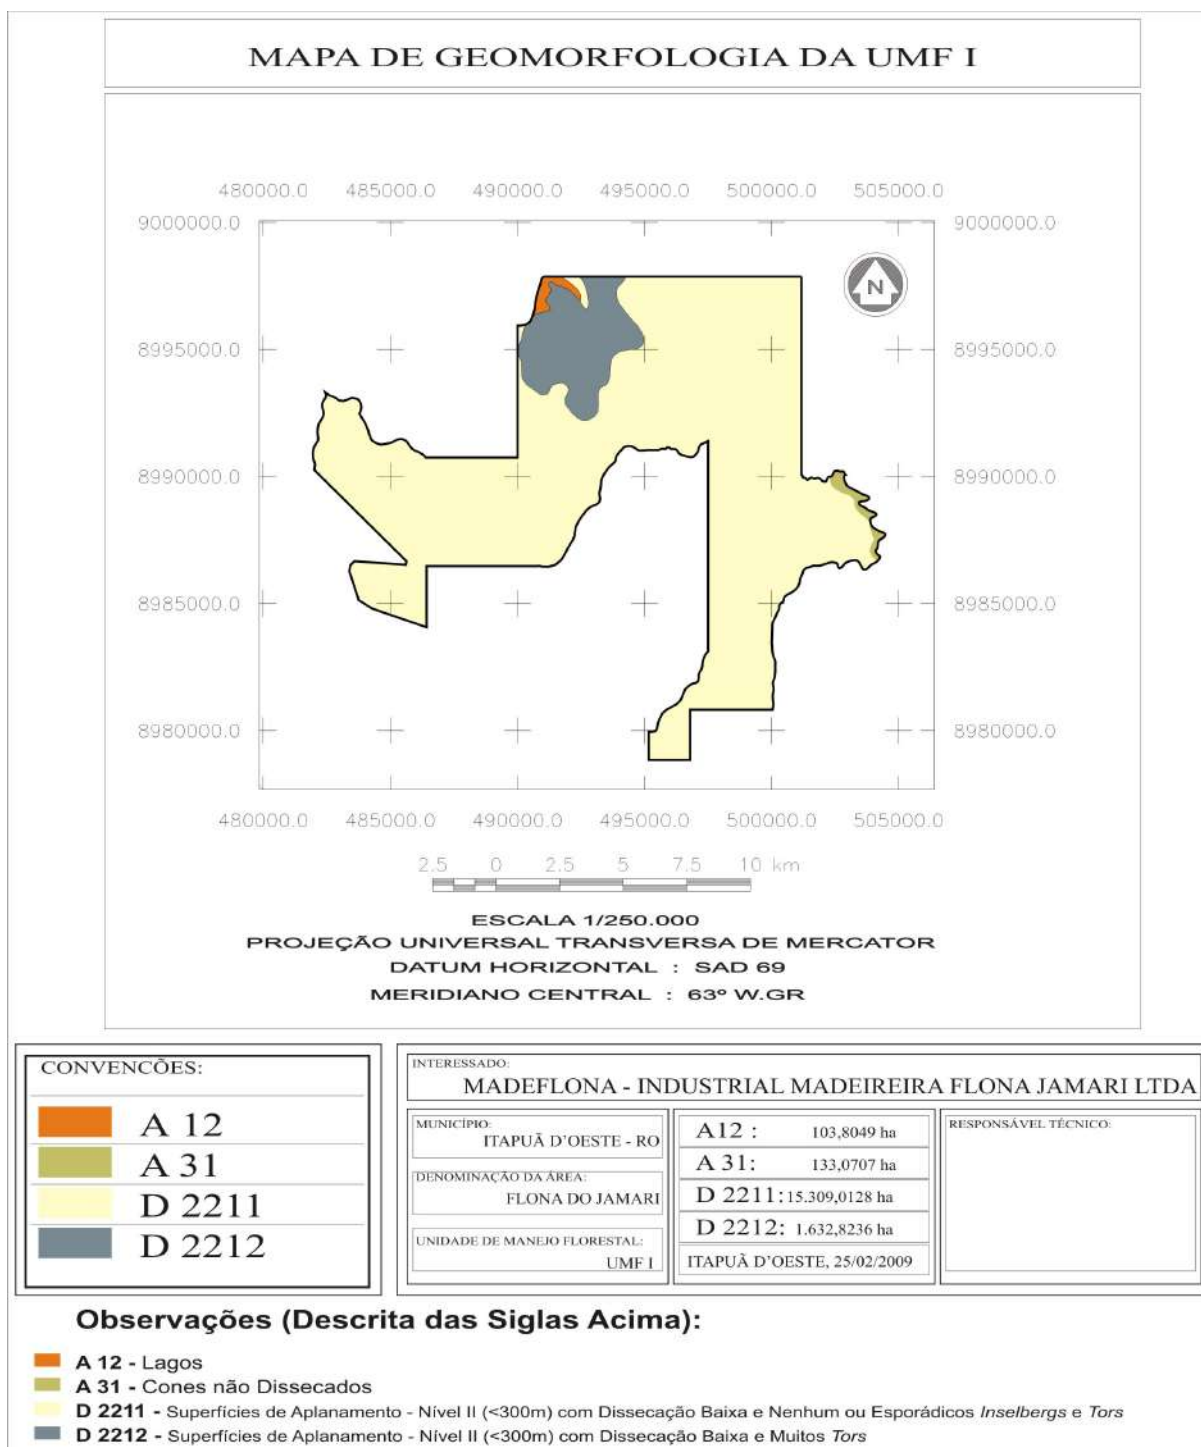 MAPA DE GEOMORFOLOGIA DA UMF I
480000.0 485000.0 490000.0 495000.0 500000.0 505000.0
9000000.0 9000000.0
N
8995000.0 8995000.0
8990000.0 8990000.0
8985000.0 8985000.0
8980000.0 8980000.0
480000.0 485000.0 490000.0 495000.0 500000.0 505000.0
2.5 0 2.5 5 7.5 10 km
ESCALA 1/250.000
PROJEÇÃO UNIVERSAL TRANSVERSA DE MERCATOR
DATUM HORIZONTAL : SAD 69
MERIDIANO CENTRAL : 63º W.GR
CONVENCÕES:
A 12
A 31
D 2211
D 2212
INTERESSADO:
MADEFLONA - INDUSTRIAL MADEIREIRA FLONA JAMARI LTDA
MUNICÍPIO:
ITAPUÃ D'OESTE - RO
DENOMINAÇÃO DA ÁREA:
FLONA DO JAMARI
UNIDADE DE MANEJO FLORESTAL:
UMF I
A12 : 103,8049 ha
A 31: 133,0707 ha
D 2211: 15.309,0128 ha
D 2212: 1.632,8236 ha
ITAPUÃ D'OESTE, 25/02/2009
RESPONSÁVEL TÉCNICO:
Observações (Descrita das Siglas Acima):
A 12 - Lagos
A 31 - Cones não Dissecados
D 2211 - Superfícies de Aplanamento - Nível II (<300m) com Dissecação Baixa e Nenhum ou Esporádicos Inselbergs e Tors
D 2212 - Superfícies de Aplanamento - Nível II (<300m) com Dissecação Baixa e Muitos Tors